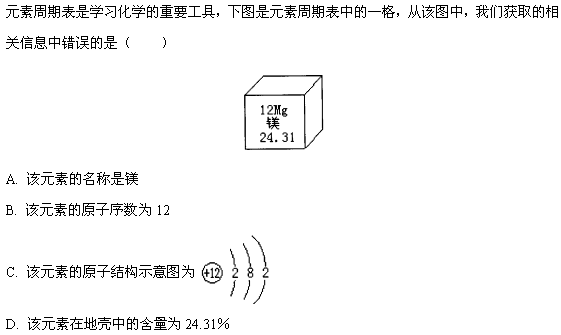 元素周期表是学习化学的重要工具，下图是元素周期表中的一格，从该图中，我们获取的相
关信息中错误的是（　　）
12Mg
镁
24.31
A. 该元素的名称是镁
B. 该元素的原子序数为 12
C. 该元素的原子结构示意图为 +12 2 8 2
D. 该元素在地壳中的含量为 24.31%